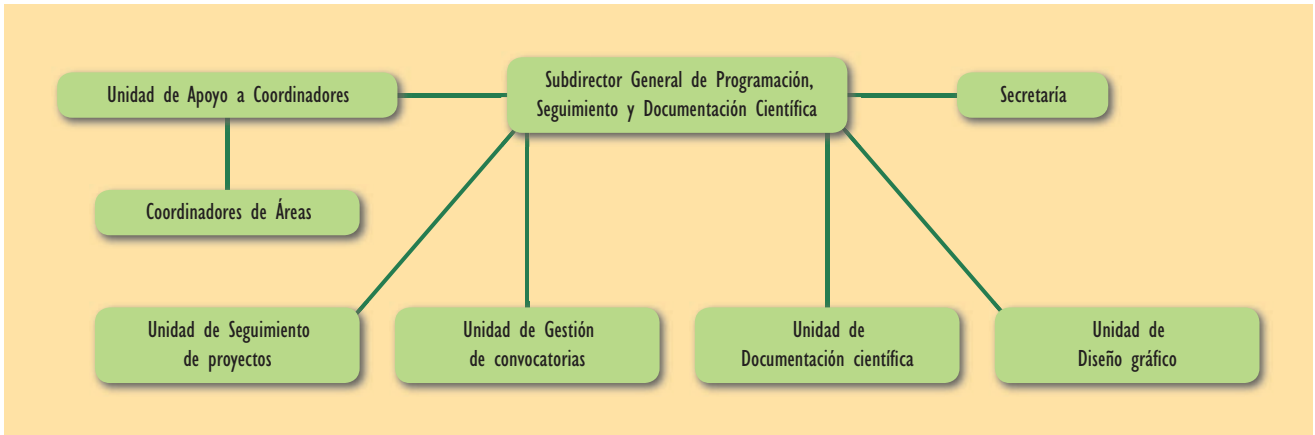 Unidad de Apoyo a Coordinadores
Subdirector General de Programación,
Seguimiento y Documentación Científica
Secretaría
Coordinadores de Áreas
Unidad de Seguimiento
de proyectos
Unidad de Gestión
de convocatorias
Unidad de
Documentación científica
Unidad de
Diseño gráfico